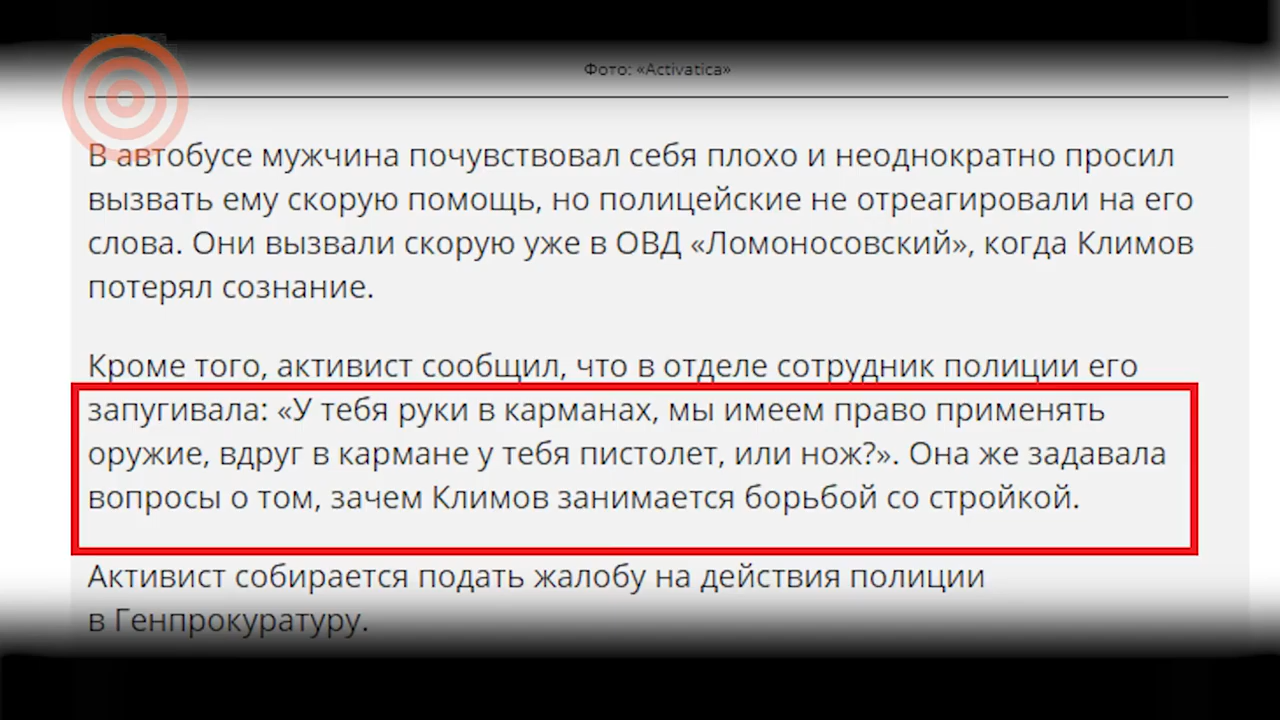 Фото: «Activatica»
В автобусе мужчина почувствовал себя плохо и неоднократно просил
вызвать ему скорую помощь, но полицейские не отреагировали на его
слова. Они вызвали скорую уже в ОВД «Ломоносовский», когда Климов
потерял сознание.
Кроме того, активист сообщил, что в отделе сотрудник полиции его
запугивала: «У тебя руки в карманах, мы имеем право применять
оружие, вдруг в кармане у тебя пистолет, или нож?». Она же задавала
вопросы о том, зачем Климов занимается борьбой со стройкой.
Активист собирается подать жалобу на действия полиции
в Генпрокуратуру.